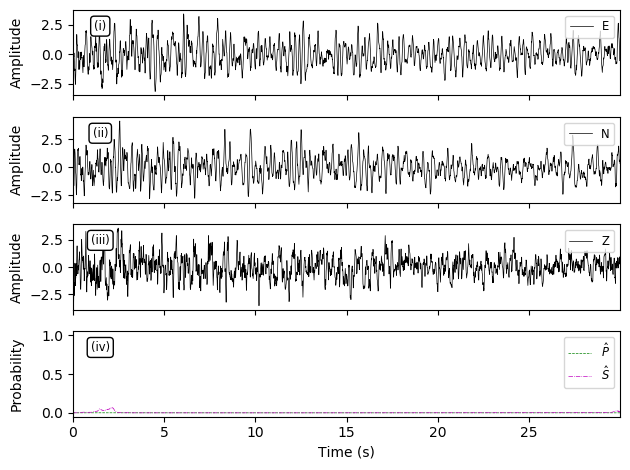 (i)
E
Amplitude
2.5
0.0
−2.5
(ii)
N
Amplitude
2.5
0.0
−2.5
(iii)
Z
Amplitude
2.5
0.0
−2.5
(iv)
P̂
Ŝ
Probability
1.0
0.5
0.0
0 5 10 15 20 25
Time (s)